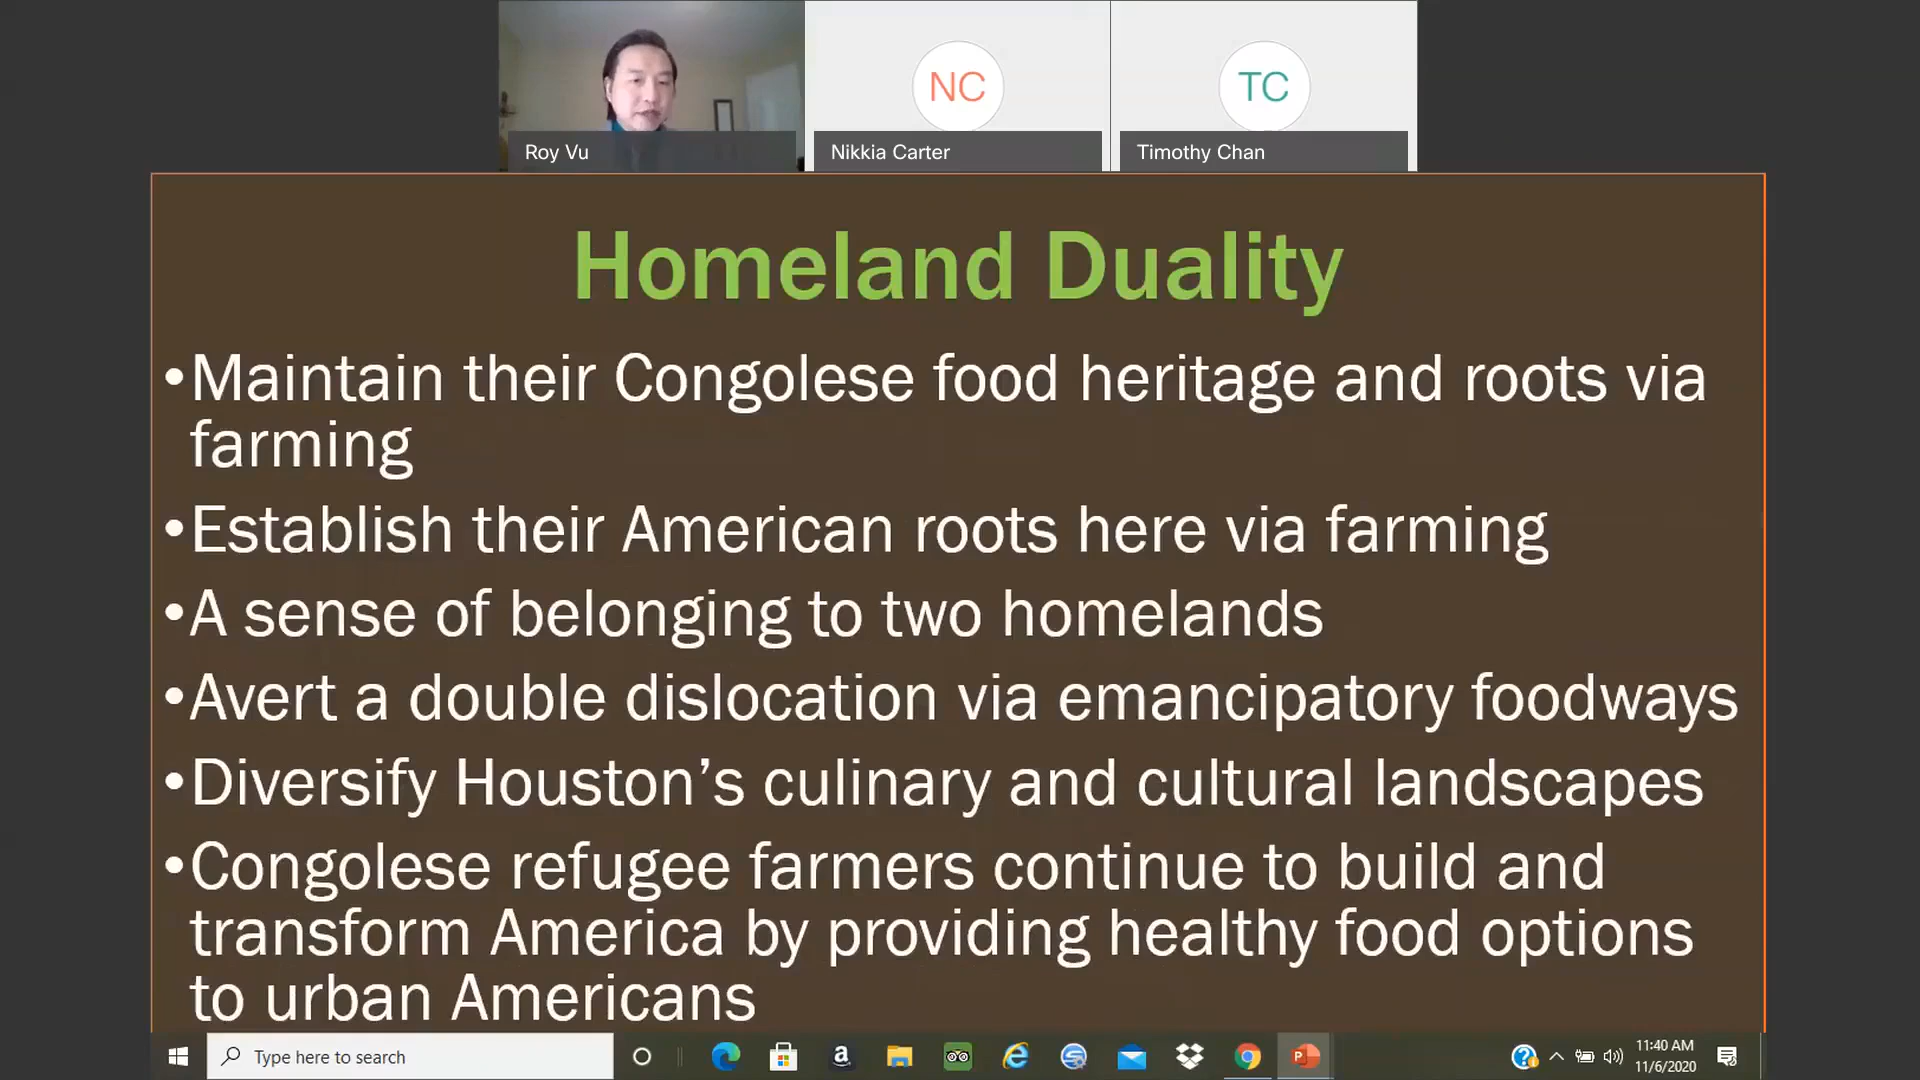 NC
TC
Roy Vu
Nikkia Carter
Timothy Chan
Homeland Duality
•Maintain their Congolese food heritage and roots via
farming
•Establish their American roots here via farming
•A sense of belonging to two homelands
•Avert a double dislocation via emancipatory foodways
•Diversify Houston’s culinary and cultural landscapes
•Congolese refugee farmers continue to build and
transform America by providing healthy food options
to urban Americans
Type here to search
11:40 AM
11/6/2020